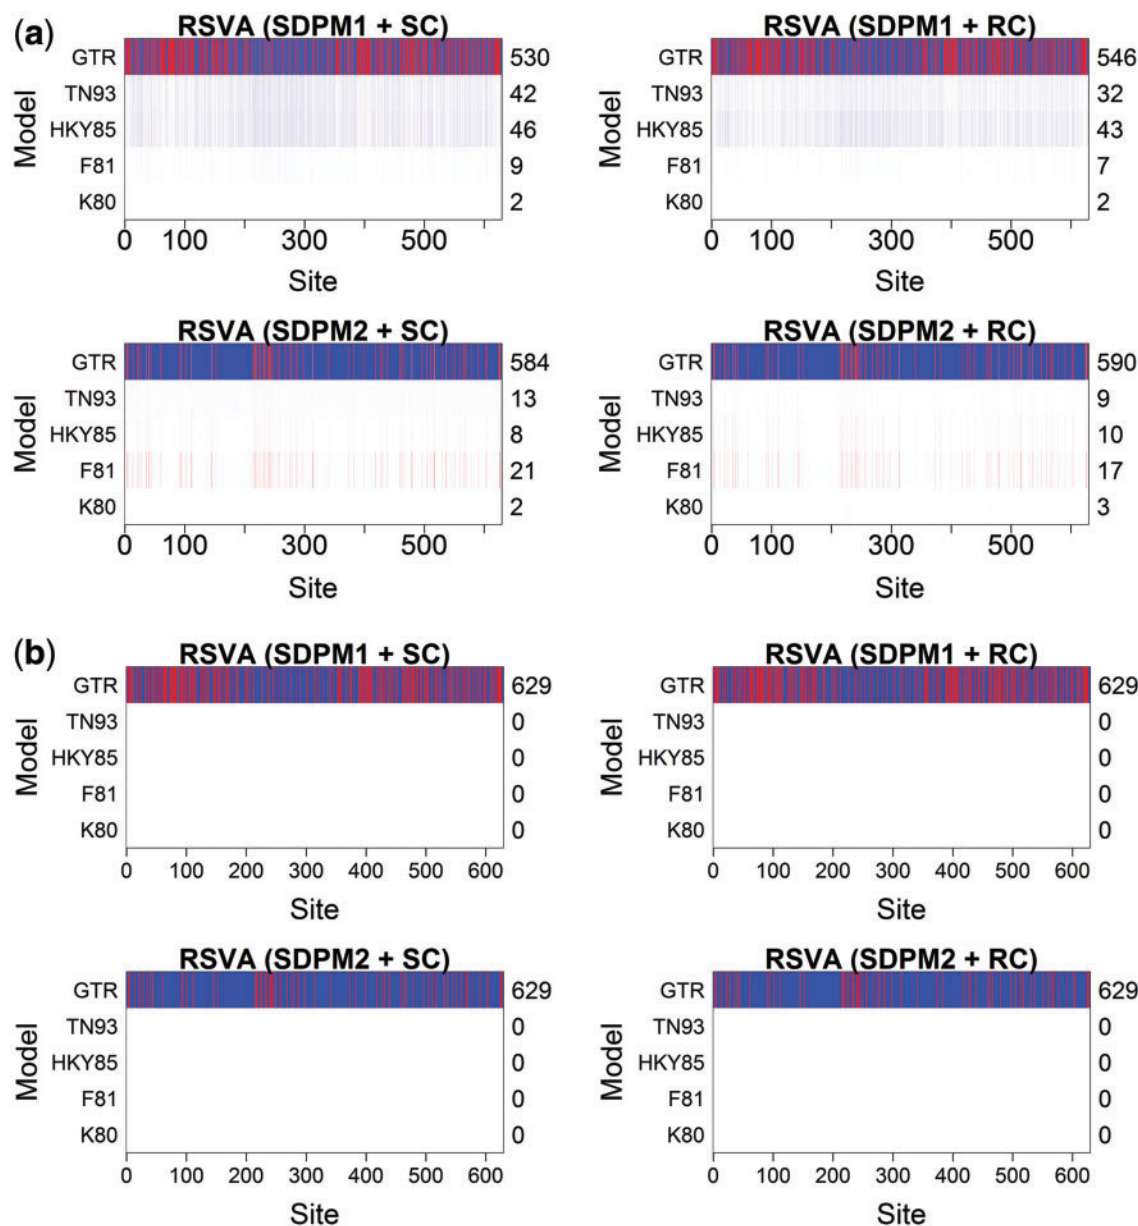 (a)
RSVA (SDPM1 + SC)
Model
GTR 530
TN93 42
HKY85 46
F81 9
K80 2
0 100 300 500
Site
RSVA (SDPM1 + RC)
Model
GTR 546
TN93 32
HKY85 43
F81 7
K80 2
0 100 300 500
Site
RSVA (SDPM2 + SC)
Model
GTR 584
TN93 13
HKY85 8
F81 21
K80 2
0 100 300 500
Site
RSVA (SDPM2 + RC)
Model
GTR 590
TN93 9
HKY85 10
F81 17
K80 3
0 100 300 500
Site
(b)
RSVA (SDPM1 + SC)
Model
GTR 629
TN93 0
HKY85 0
F81 0
K80 0
0 100 200 300 400 500 600
Site
RSVA (SDPM1 + RC)
Model
GTR 629
TN93 0
HKY85 0
F81 0
K80 0
0 100 200 300 400 500 600
Site
RSVA (SDPM2 + SC)
Model
GTR 629
TN93 0
HKY85 0
F81 0
K80 0
0 100 200 300 400 500 600
Site
RSVA (SDPM2 + RC)
Model
GTR 629
TN93 0
HKY85 0
F81 0
K80 0
0 100 200 300 400 500 600
Site